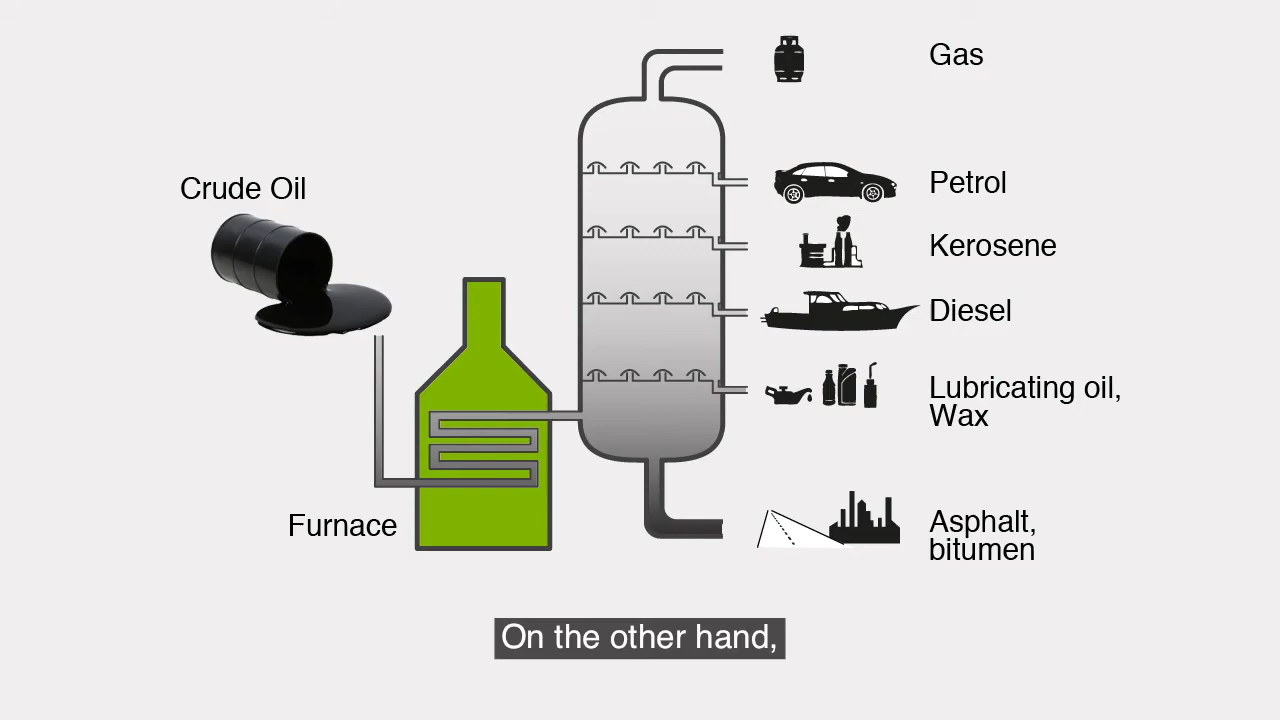 Gas
Crude Oil
Petrol
Kerosene
Diesel
Lubricating oil,
Wax
Furnace
Asphalt,
bitumen
On the other hand,